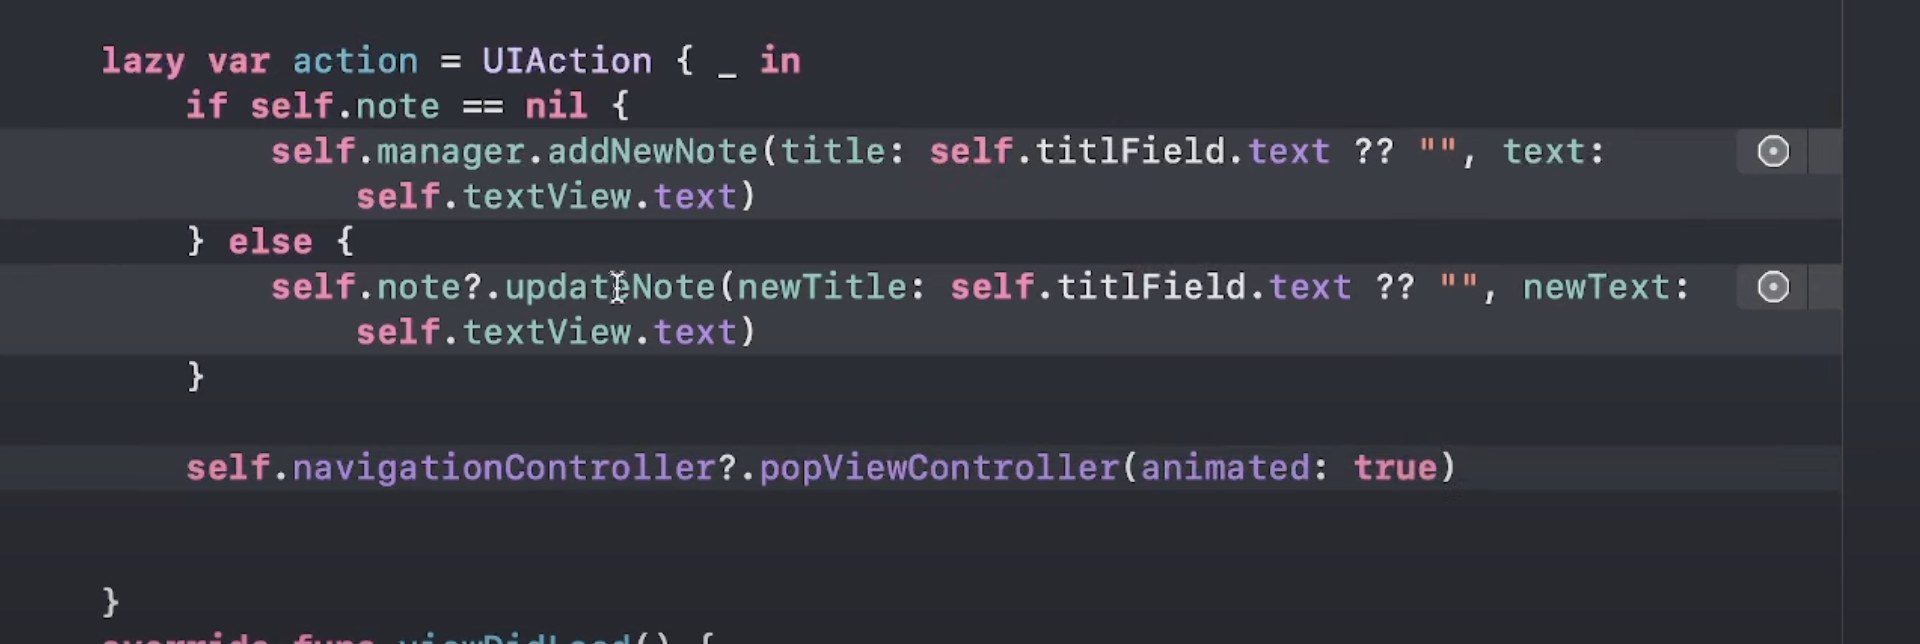 lazy var action = UIAction { _ in
if self.note == nil {
self.manager.addNewNote(title: self.titlField.text ?? "", text:
self.textView.text)
} else {
self.note?.updateNote(newTitle: self.titlField.text ?? "", newText:
self.textView.text)
}
self.navigationController?.popViewController(animated: true)
}
override func viewDidLoad() {